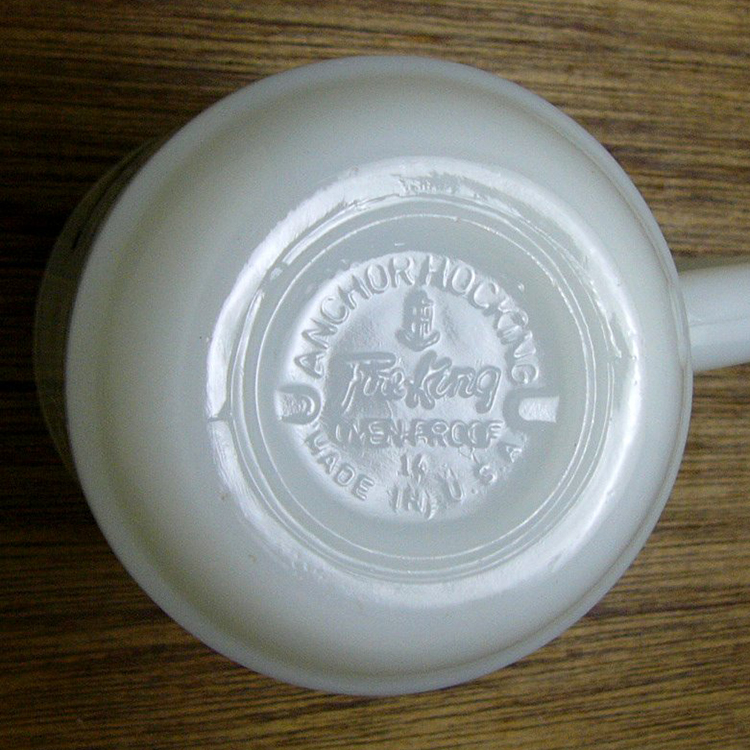 ANCHOR HOCKING
Fire-King
OVEN-PROOF
14
MADE IN U.S.A.